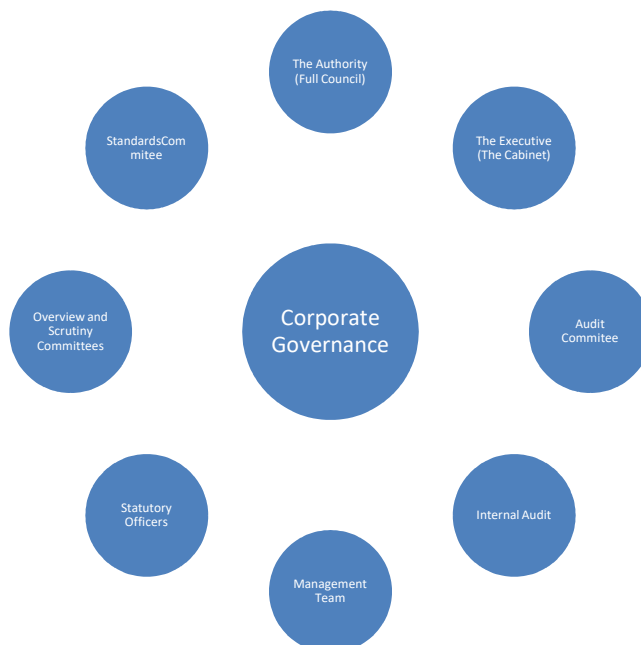 The Authority
(Full Council)
StandardsCom
mitee
The Executive
(The Cabinet)
Overview and
Scrutiny
Committees
Corporate
Governance
Audit
Commitee
Statutory
Officers
Internal Audit
Management
Team